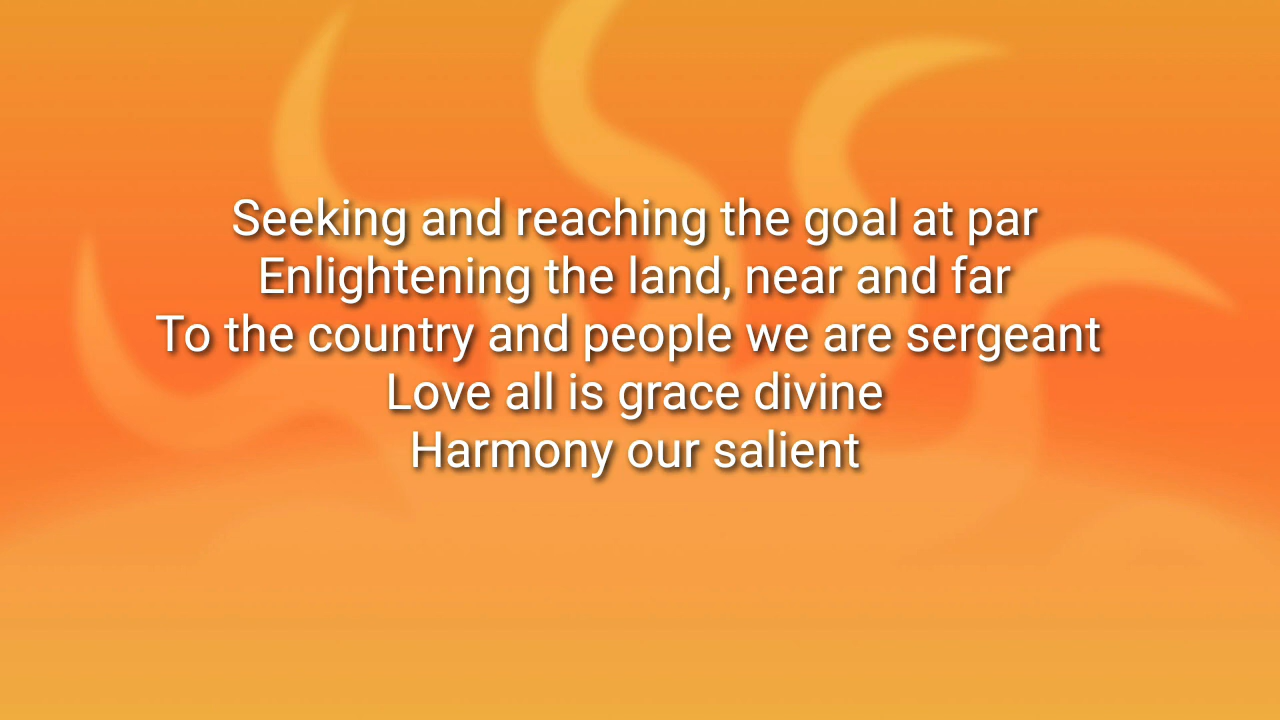 Seeking and reaching the goal at par
Enlightening the land, near and far
To the country and people we are sergeant
Love all is grace divine
Harmony our salient